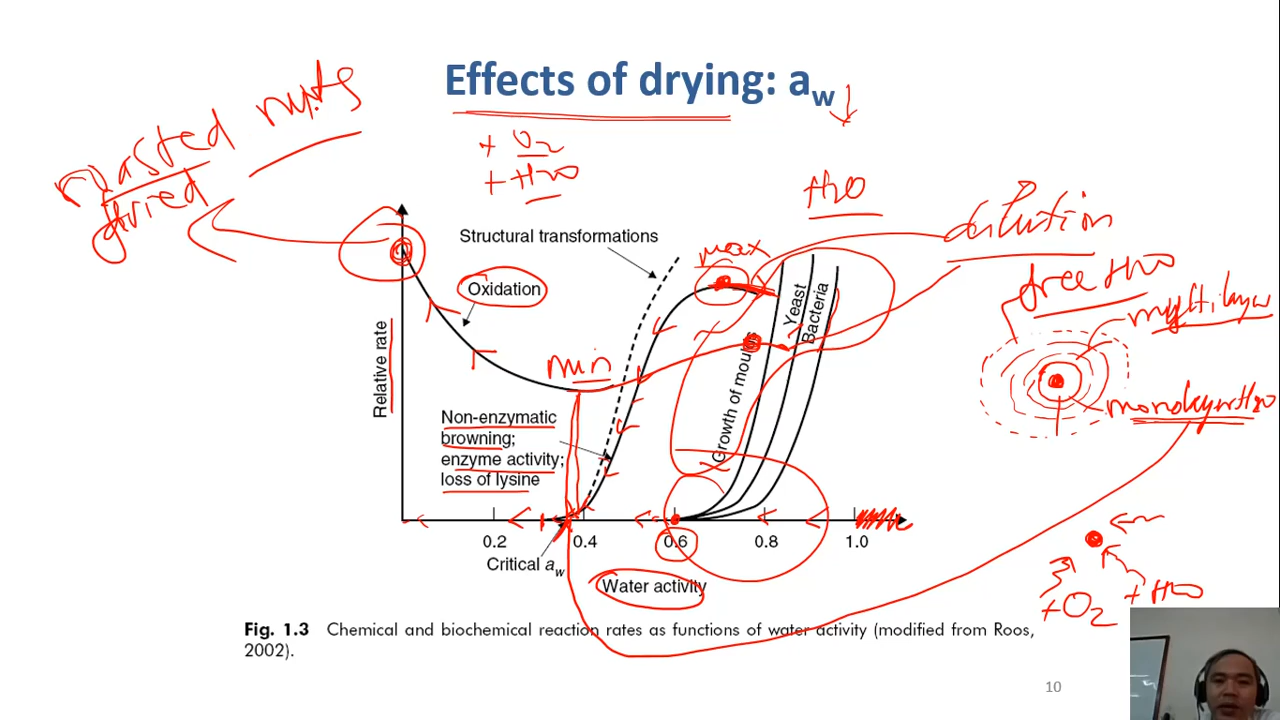 Effects of drying: aw ↓
roasted nuts
dried
+ O2
+ H2O
H2O
dilution
free H2O
multilayer
monolayer H2O
Structural transformations
max
Oxidation
Yeast
Bacteria
Growth of moulds
Relative rate
min
Non-enzymatic
browning;
enzyme activity;
loss of lysine
0.2 0.4 0.6 0.8 1.0
Critical aw
Water activity
+O2
+ H2O
Fig. 1.3 Chemical and biochemical reaction rates as functions of water activity (modified from Roos,
2002).
10